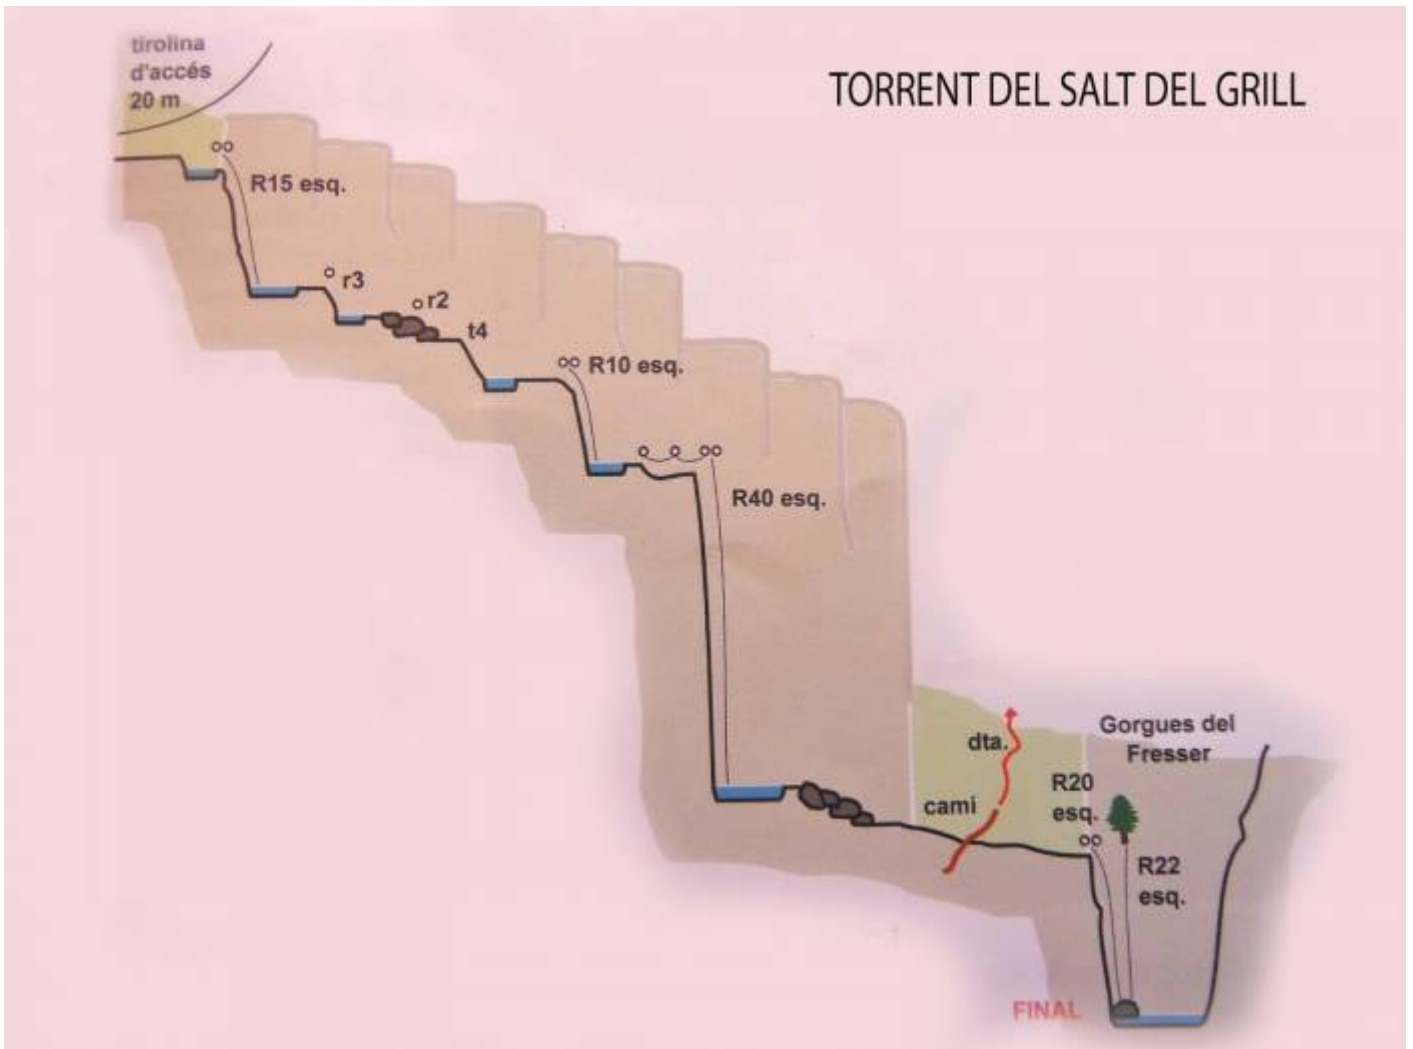 tirolina
d'accés
20 m
TORRENT DEL SALT DEL GRILL
R15 esq.
r3
r2
t4
R10 esq.
R40 esq.
dta.
cami
Gorgues del
Fresser
R20
esq.
R22
esq.
FINAL